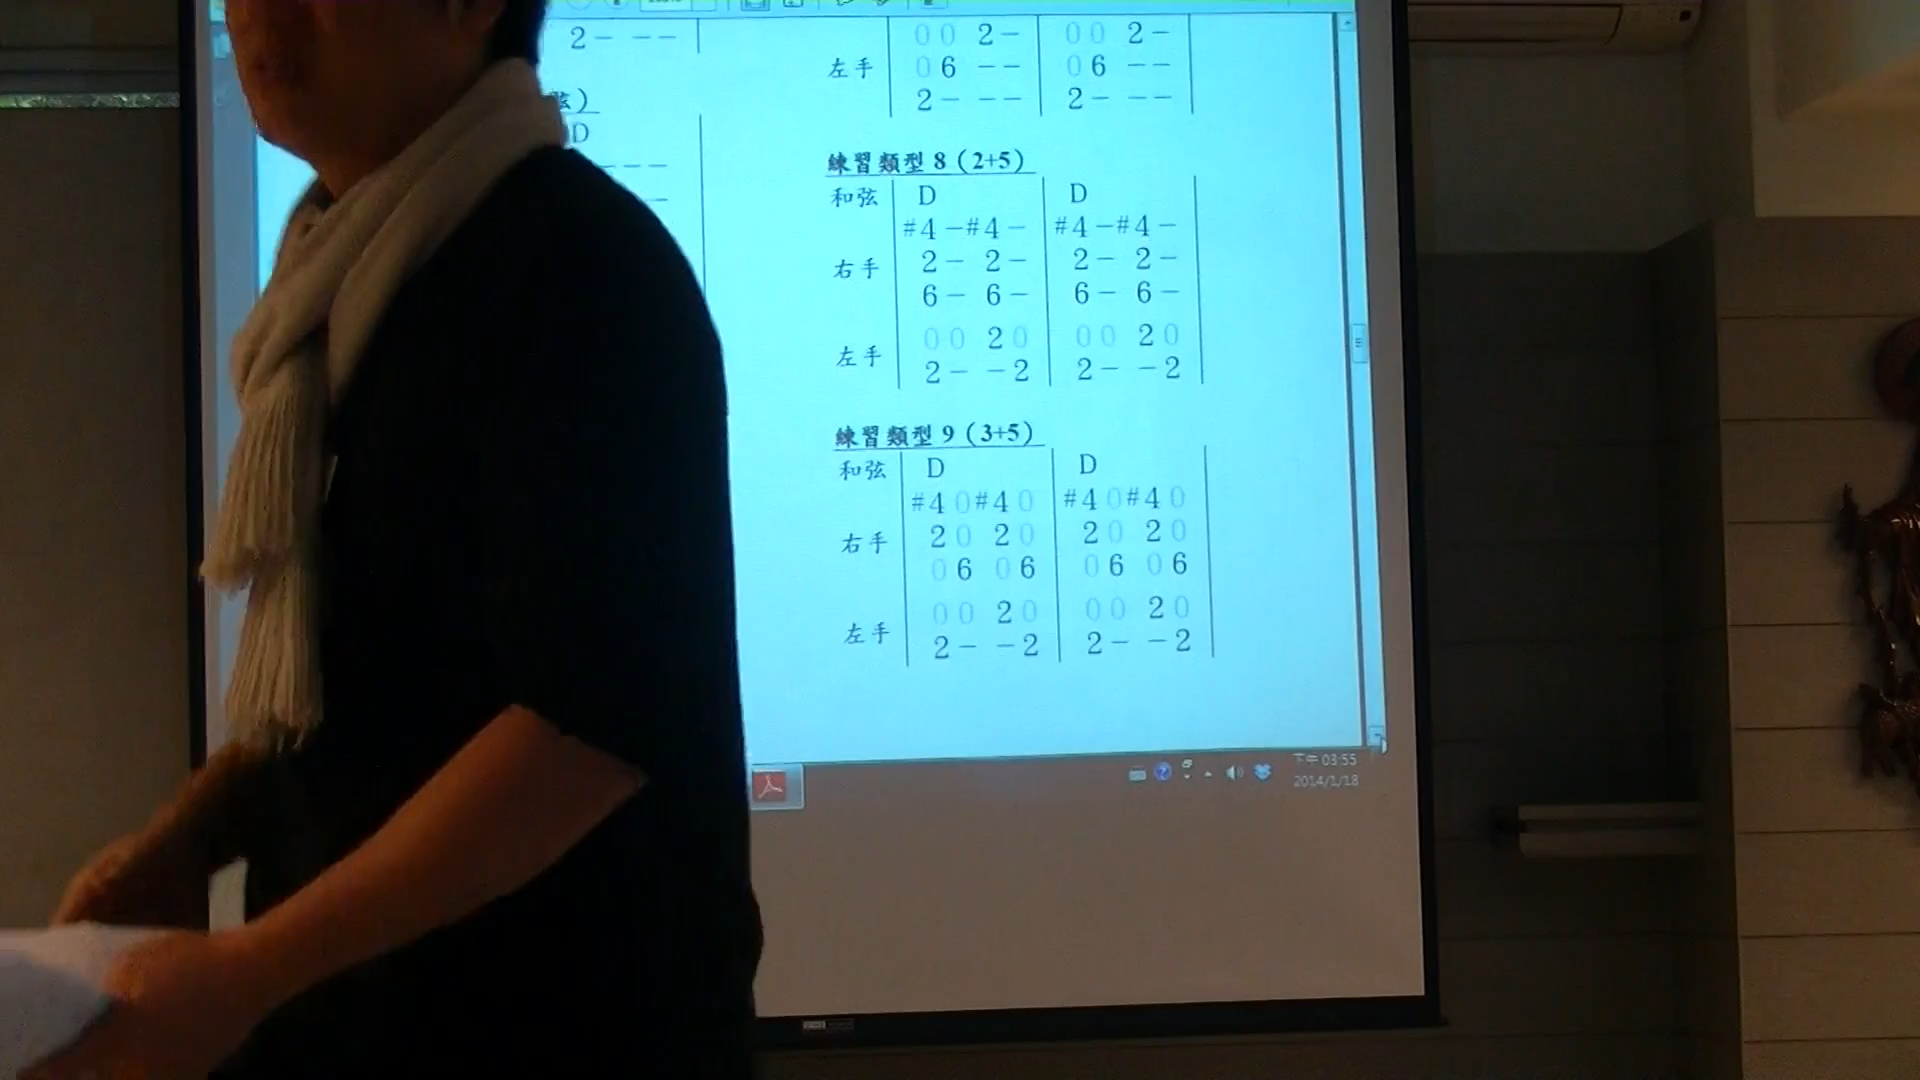 2－ －－
弦）
D
－－－
－
0 0 2－ 0 0 2－
左手 0 6 －－ 0 6 －－
2－ －－ 2－ －－
練習類型 8（2+5）
和弦 D D
#4－#4－ #4－#4－
右手 2－ 2－ 2－ 2－
6－ 6－ 6－ 6－
0 0 2 0 0 0 2 0
左手 2－ －2 2－ －2
練習類型 9（3+5）
和弦 D D
#4 0#4 0 #4 0#4 0
右手 2 0 2 0 2 0 2 0
0 6 0 6 0 6 0 6
0 0 2 0 0 0 2 0
左手 2－ －2 2－ －2
下午 03:55
2014/1/18